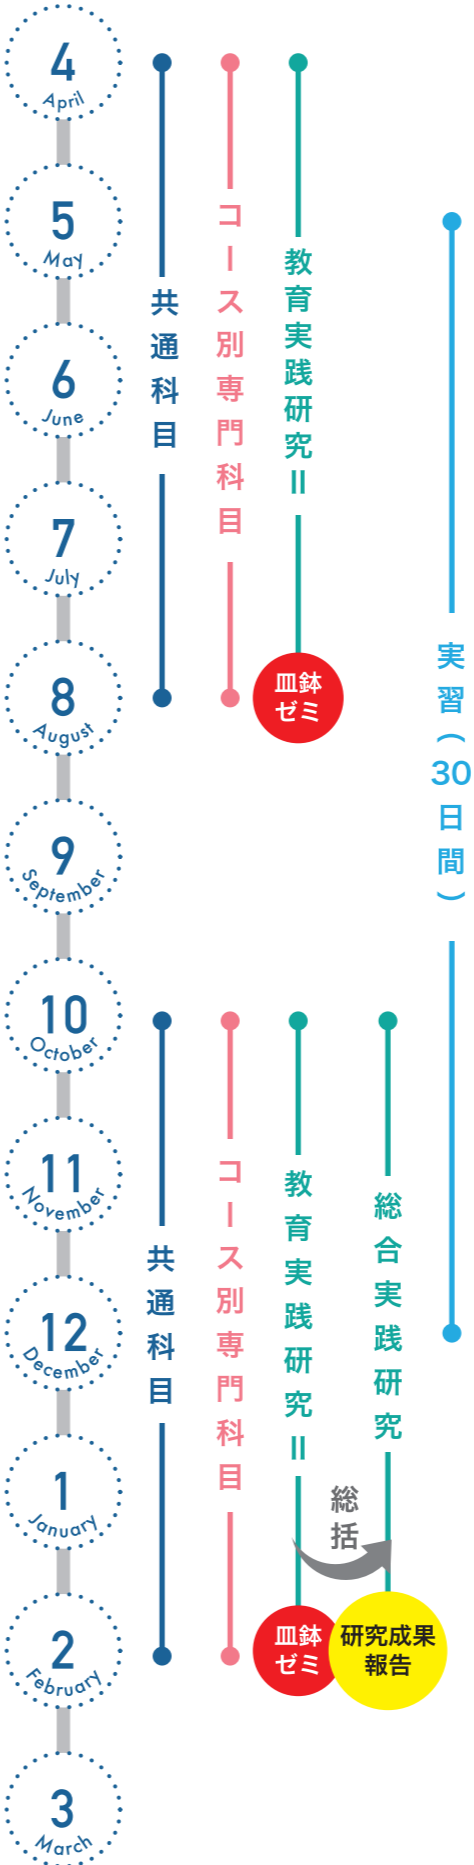 4
April
5
May
6
June
7
July
8
August
9
September
10
October
11
November
12
December
1
January
2
February
3
March
共通科目
コース別専門科目
教育実践研究Ⅱ
皿鉢
ゼミ
実習(30日間)
共通科目
コース別専門科目
教育実践研究Ⅱ
総合実践研究
総括
皿鉢
ゼミ
研究成果
報告